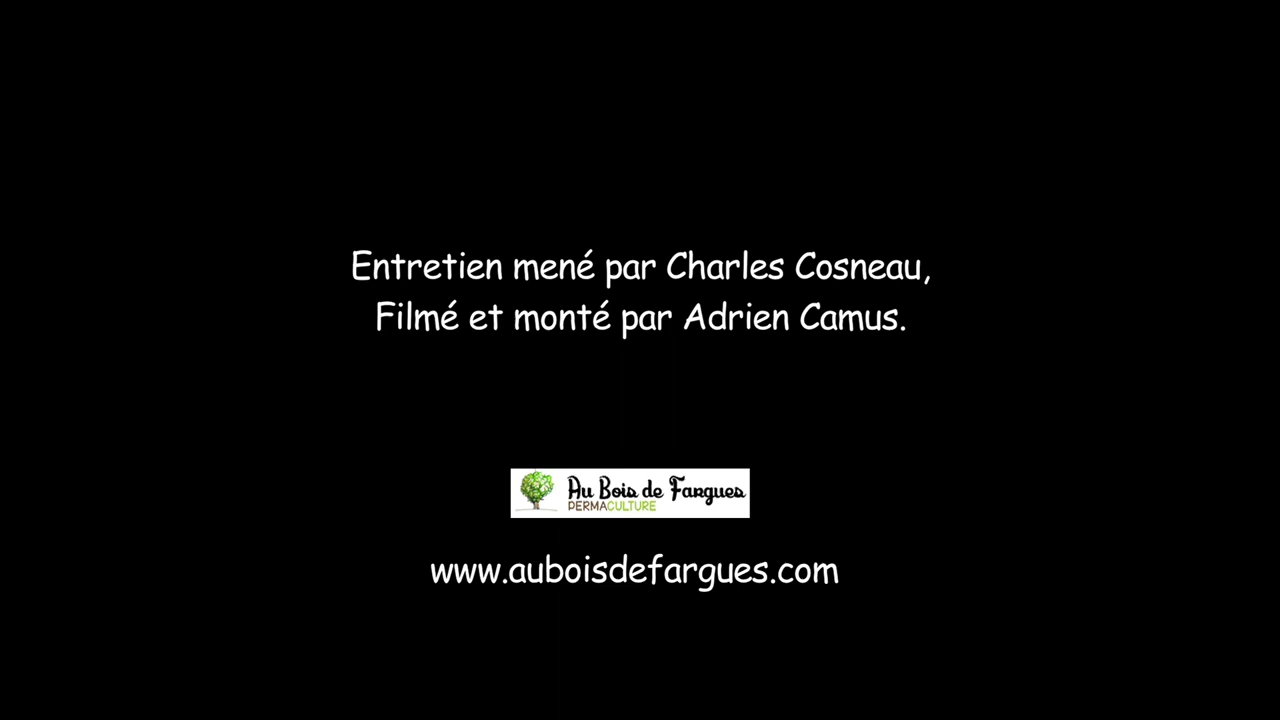 Entretien mené par Charles Cosneau,
Filmé et monté par Adrien Camus.
Au Bois de Fargues
PERMACULTURE
www.auboisdefargues.com